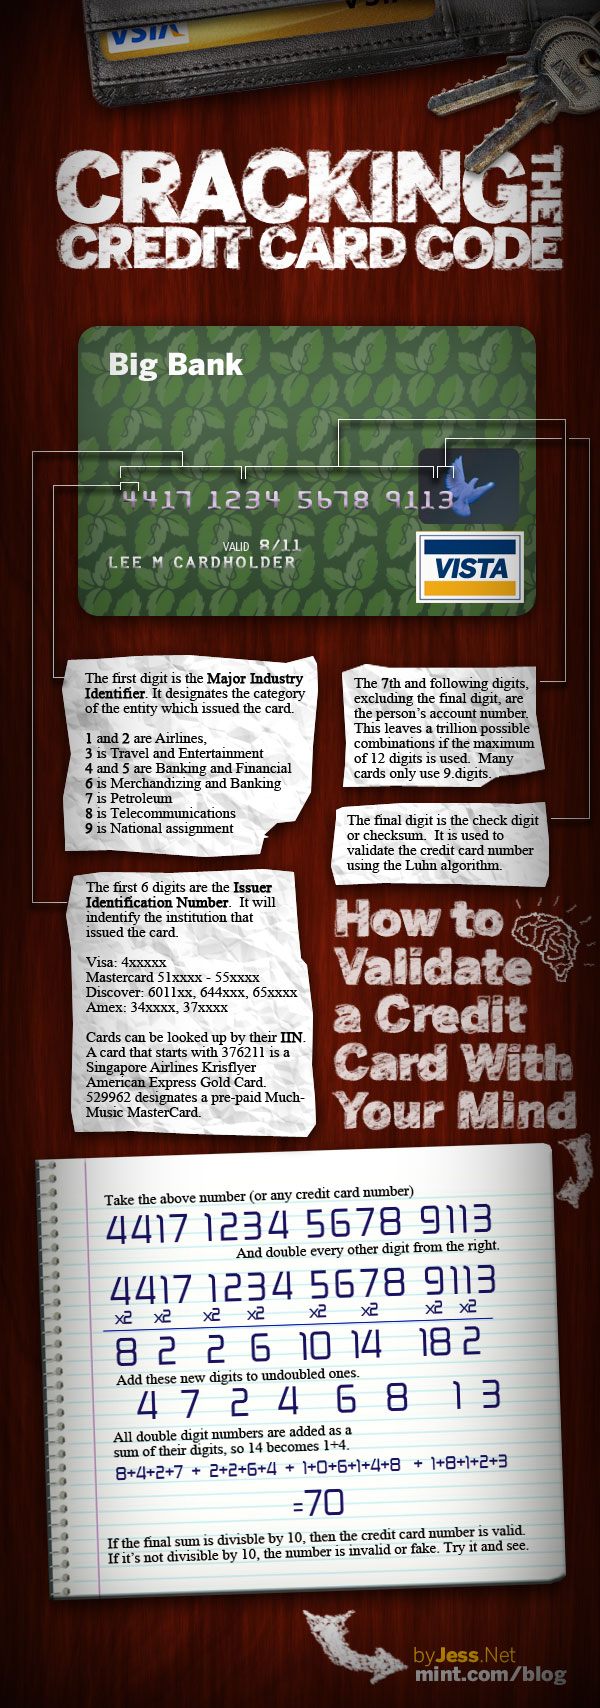 VISTA
CRACKING THE
CREDIT CARD CODE
Big Bank
4417 1234 5678 9113
VALID 8/11
LEE M CARDHOLDER
VISTA
The first digit is the Major Industry
Identifier. It designates the category
of the entity which issued the card.
1 and 2 are Airlines,
3 is Travel and Entertainment
4 and 5 are Banking and Financial
6 is Merchandizing and Banking
7 is Petroleum
8 is Telecommunications
9 is National assignment
The 7th and following digits,
excluding the final digit, are
the person's account number.
This leaves a trillion possible
combinations if the maximum
of 12 digits is used. Many
cards only use 9.digits.
The final digit is the check digit
or checksum. It is used to
validate the credit card number
using the Luhn algorithm.
The first 6 digits are the Issuer
Identification Number. It will
indentify the institution that
issued the card.
Visa: 4xxxxx
Mastercard 51xxxx - 55xxxx
Discover: 6011xx, 644xxx, 65xxxx
Amex: 34xxxx, 37xxxx
Cards can be looked up by their IIN.
A card that starts with 376211 is a
Singapore Airlines Krisflyer
American Express Gold Card.
529962 designates a pre-paid Much-
Music MasterCard.
How to
Validate
a Credit
Card With
Your Mind
Take the above number (or any credit card number)
4417 1234 5678 9113
And double every other digit from the right.
4417 1234 5678 9113
x2 x2 x2 x2 x2 x2 x2 x2
8 2 2 6 10 14 18 2
Add these new digits to undoubled ones.
4 7 2 4 6 8 1 3
All double digit numbers are added as a
sum of their digits, so 14 becomes 1+4.
8+4+2+7 + 2+2+6+4 + 1+0+6+1+4+8 + 1+8+1+2+3
=70
If the final sum is divisble by 10, then the credit card number is valid.
If it's not divisible by 10, the number is invalid or fake. Try it and see.
byJess.Net
mint.com/blog